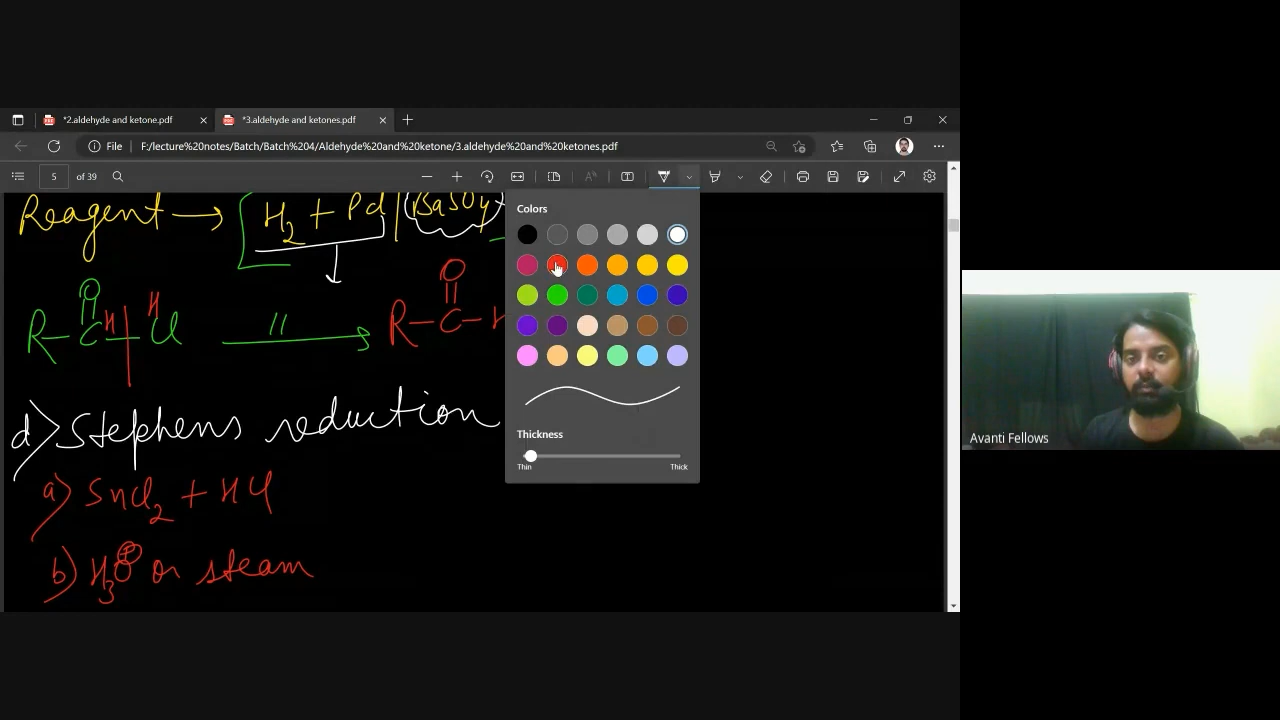 *2.aldehyde and ketone.pdf
*3.aldehyde and ketones.pdf
File F:/lecture%20notes/Batch/Batch%204/Aldehyde%20and%20ketone/3.aldehyde%20and%20ketones.pdf
5 of 39
Reagent → [H₂ + Pd | BaSO₄
Colors
O
R-C H H Cl
//
O
R-C-
d) Stephens reduction
a) SnCl₂ + HCl
b) H₃O⊕ or steam
Thickness
Thin Thick
Avanti Fellows